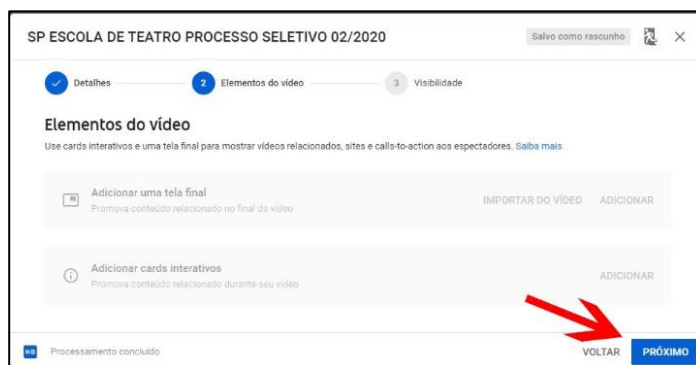 SP ESCOLA DE TEATRO PROCESSO SELETIVO 02/2020 Salvo como rascunho
Detalhes 2 Elementos do vídeo 3 Visibilidade
Elementos do vídeo
Use cards interativos e uma tela final para mostrar vídeos relacionados, sites e calls-to-action aos espectadores. Saiba mais
Adicionar uma tela final
Promova conteúdo relacionado no final do vídeo
IMPORTAR DO VÍDEO ADICIONAR
Adicionar cards interativos
Promova conteúdo relacionado durante seu vídeo
ADICIONAR
HD Processamento concluído VOLTAR PRÓXIMO